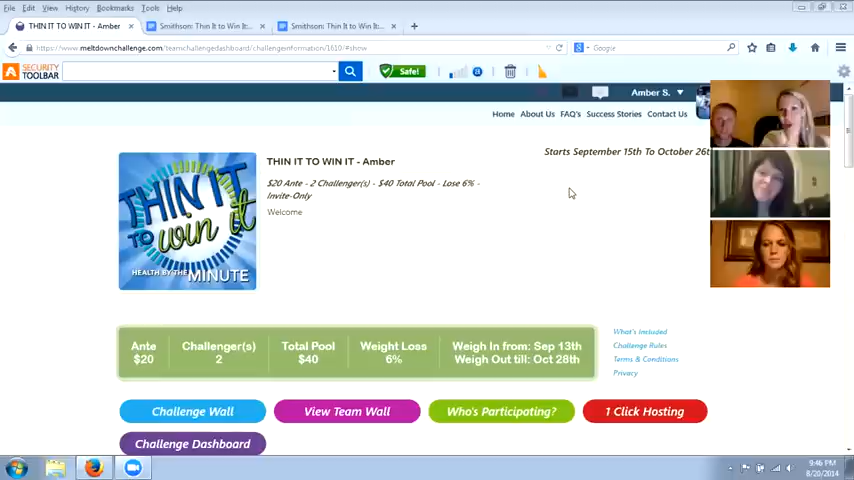 File Edit View History Bookmarks Tools Help
THIN IT TO WIN IT - Amber
Smithson: Thin It to Win It:...
Smithson: Thin It to Win It:...
https://www.meltdownchallenge.com/teamchallengedashboard/challengeinformation/1610/#show
Google
SECURITY TOOLBAR
Safe!
Amber S.
Home About Us FAQ's Success Stories Contact Us
THIN IT TO WIN IT - Amber
Starts September 15th To October 26t
$20 Ante - 2 Challenger(s) - $40 Total Pool - Lose 6% -
Invite-Only
Welcome
THIN IT
TO win it
HEALTH BY THE MINUTE
Ante Challenger(s) Total Pool Weight Loss Weigh In from: Sep 13th
$20 2 $40 6% Weigh Out till: Oct 28th
What's included
Challenge Rules
Terms & Conditions
Privacy
Challenge Wall View Team Wall Who's Participating? 1 Click Hosting
Challenge Dashboard
9:46 PM
8/20/2014